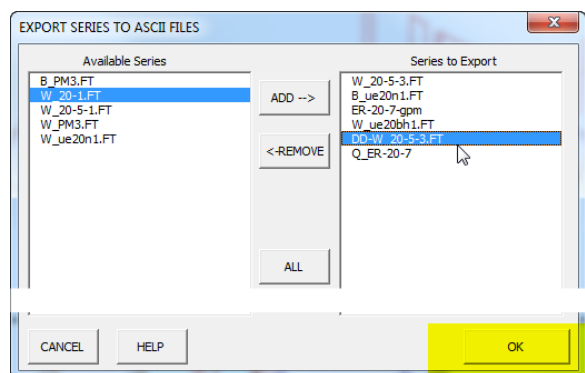 EXPORT SERIES TO ASCII FILES
x
Available Series
B_PM3.FT
W_20-1.FT
W_20-5-1.FT
W_PM3.FT
W_ue20n1.FT
ADD -->
<-REMOVE
ALL
Series to Export
W_20-5-3.FT
B_ue20n1.FT
ER-20-7-gpm
W_ue20bh1.FT
DD-W_20-5-3.FT
Q_ER-20-7
CANCEL
HELP
OK